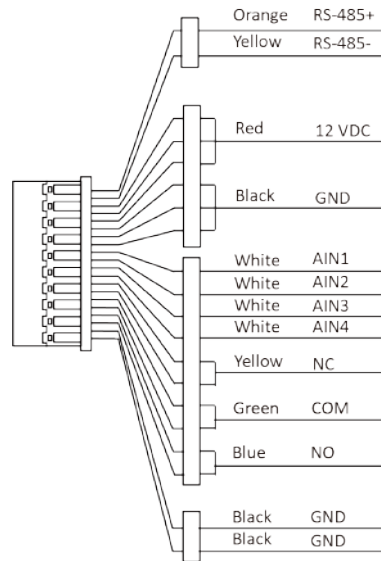 Orange RS-485+
Yellow RS-485-
Red 12 VDC
Black GND
White AIN1
White AIN2
White AIN3
White AIN4
Yellow NC
Green COM
Blue NO
Black GND
Black GND